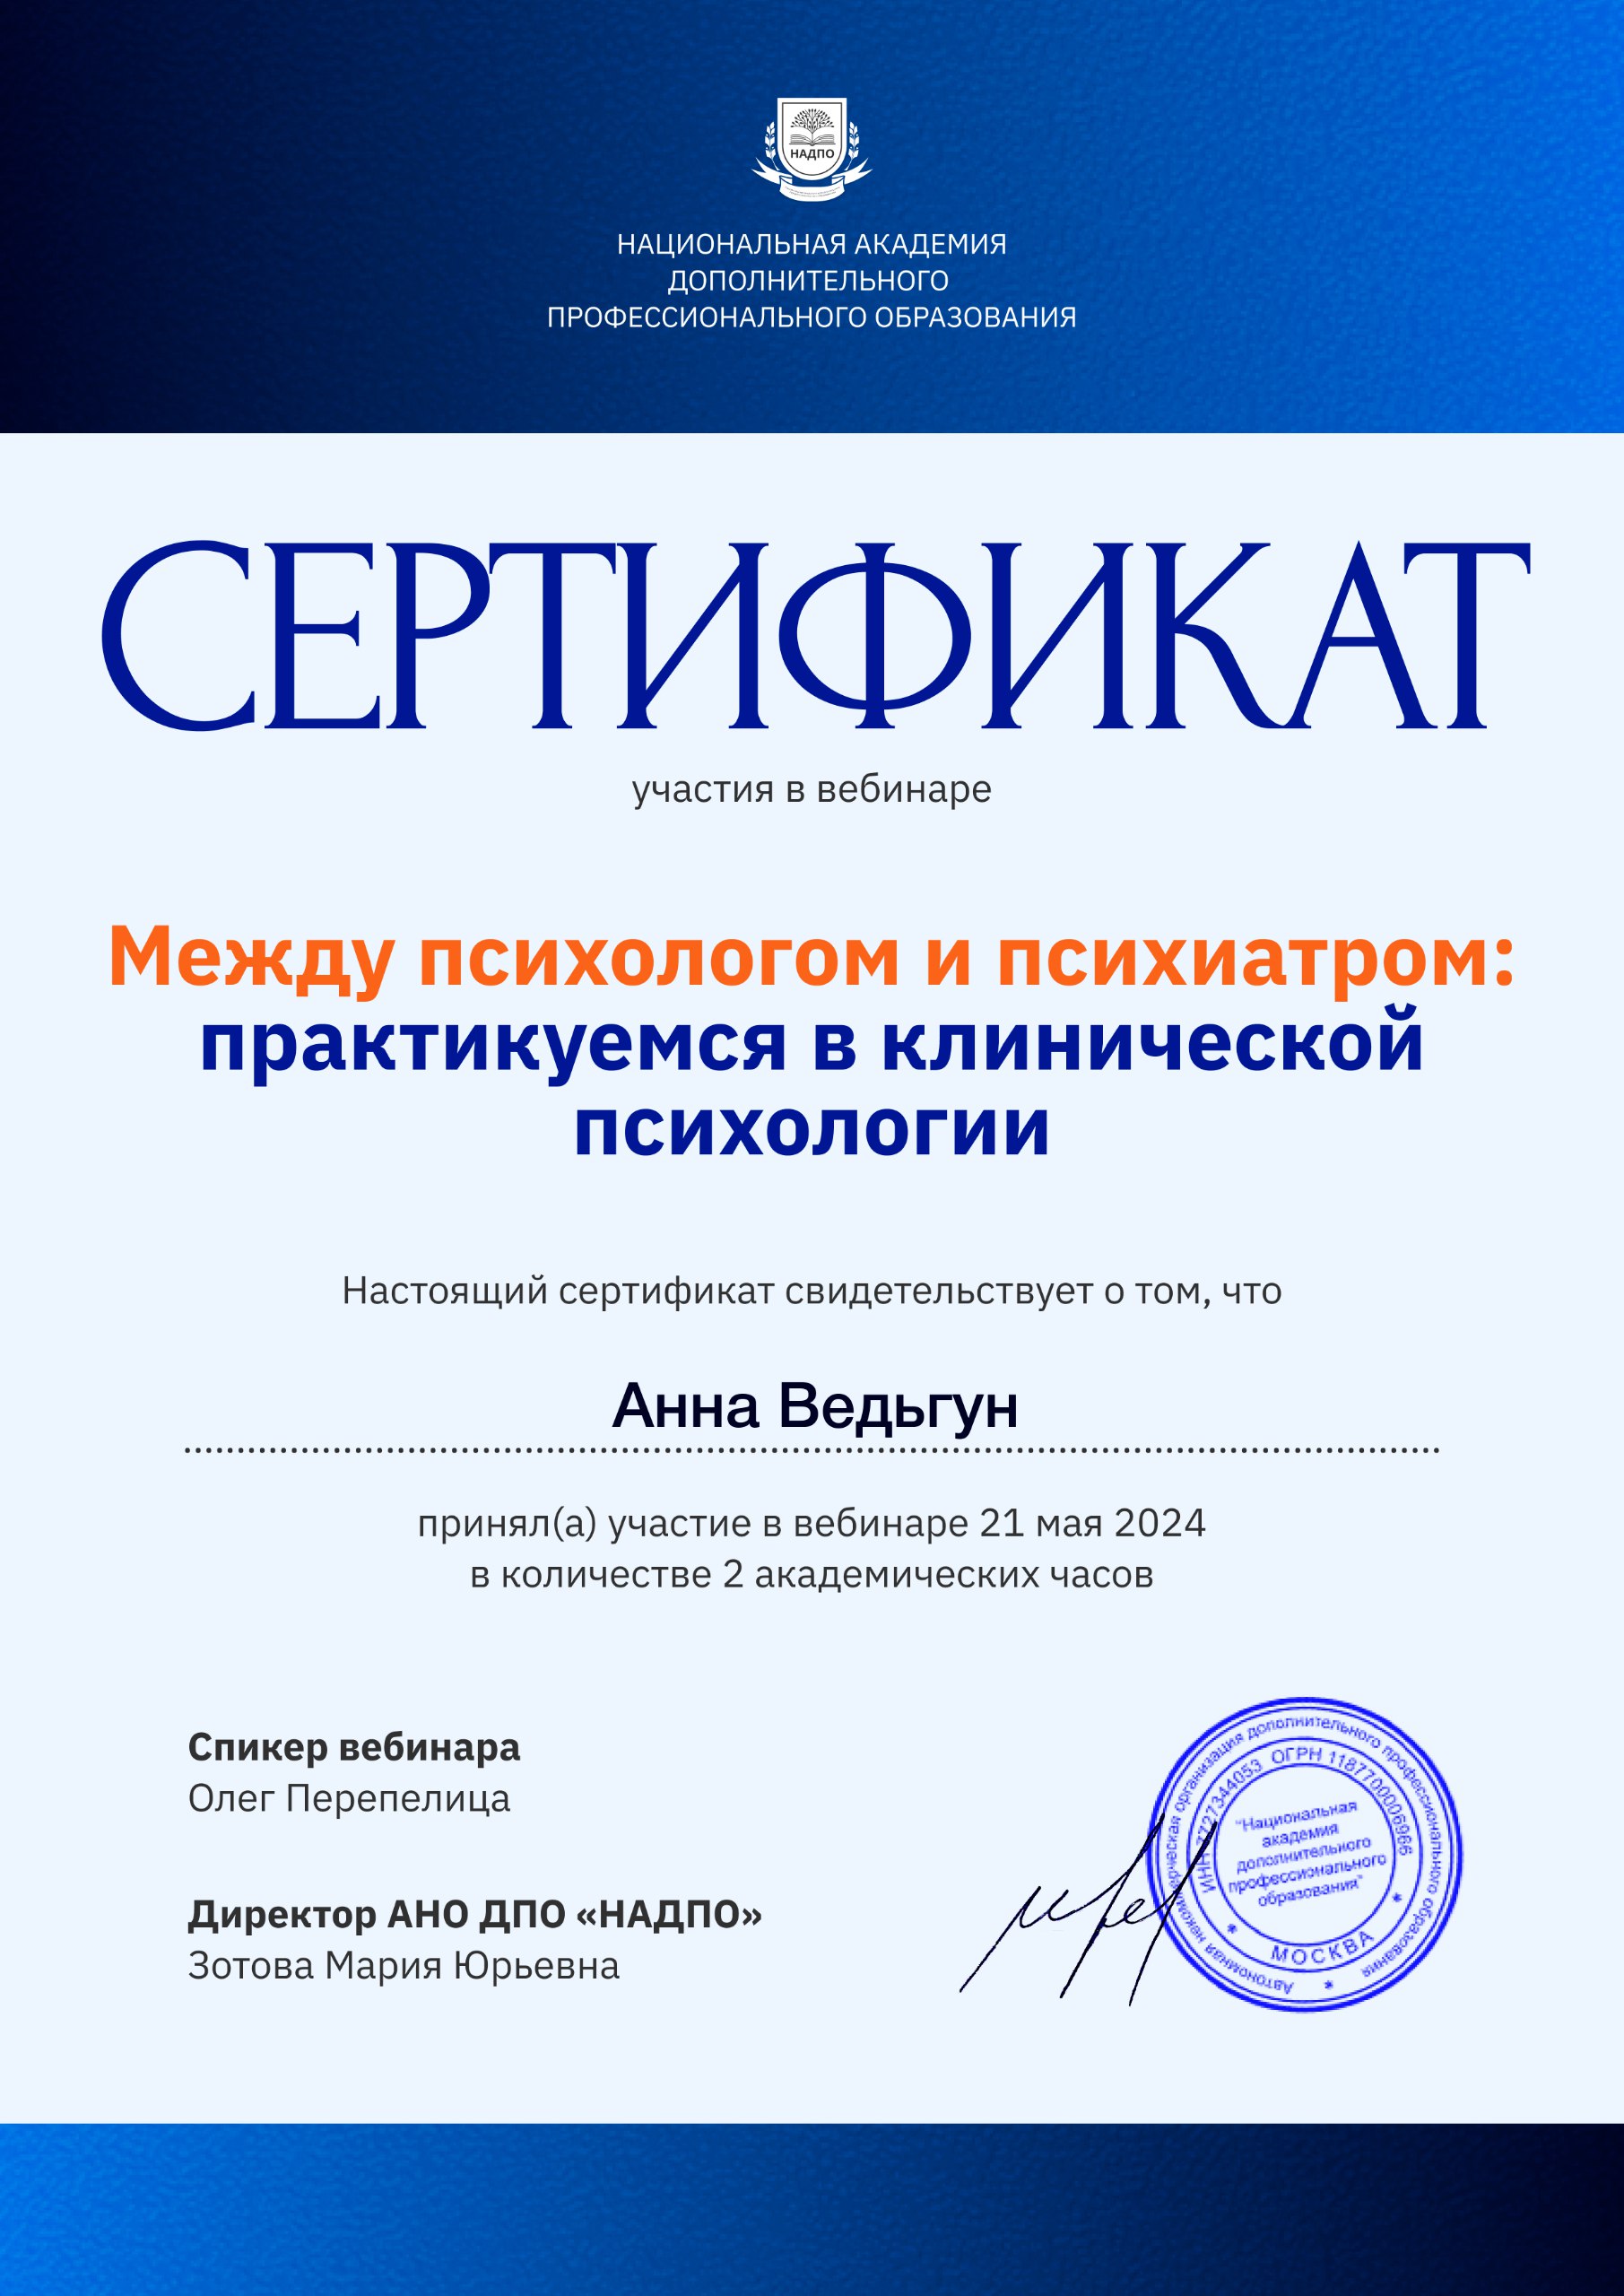 НАДПО
НАЦИОНАЛЬНАЯ АКАДЕМИЯ
ДОПОЛНИТЕЛЬНОГО
ПРОФЕССИОНАЛЬНОГО ОБРАЗОВАНИЯ
СЕРТИФИКАТ
участия в вебинаре
Между психологом и психиатром:
практикуемся в клинической
психологии
Настоящий сертификат свидетельствует о том, что
Анна Ведьгун
принял(а) участие в вебинаре 21 мая 2024
в количестве 2 академических часов
Спикер вебинара
Олег Перепелица
Директор АНО ДПО «НАДПО»
Зотова Мария Юрьевна
Автономная некоммерческая организация дополнительного профессионального образования
ИНН 7727344053 ОГРН 1187700006966
"Национальная
академия
дополнительного
профессионального
образования"
МОСКВА